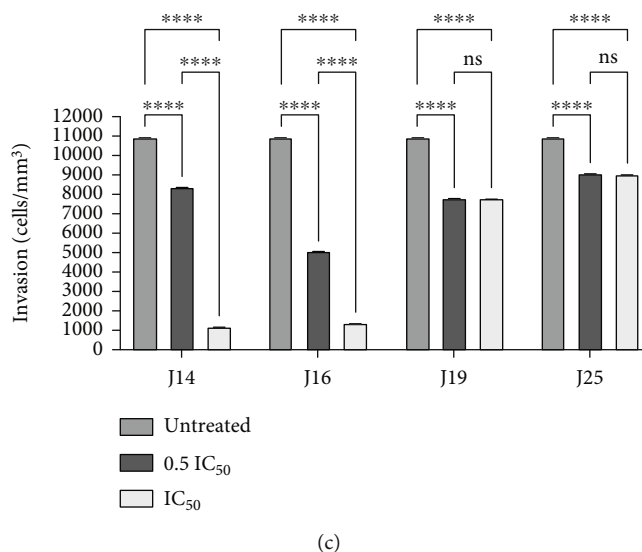 **** **** **** ****
**** **** ns ns
**** **** **** ****
12000
11000
10000
9000
8000
7000
6000
5000
4000
3000
2000
1000
0
Invasion (cells/mm³)
J14 J16 J19 J25
Untreated
0.5 IC₅₀
IC₅₀
(c)